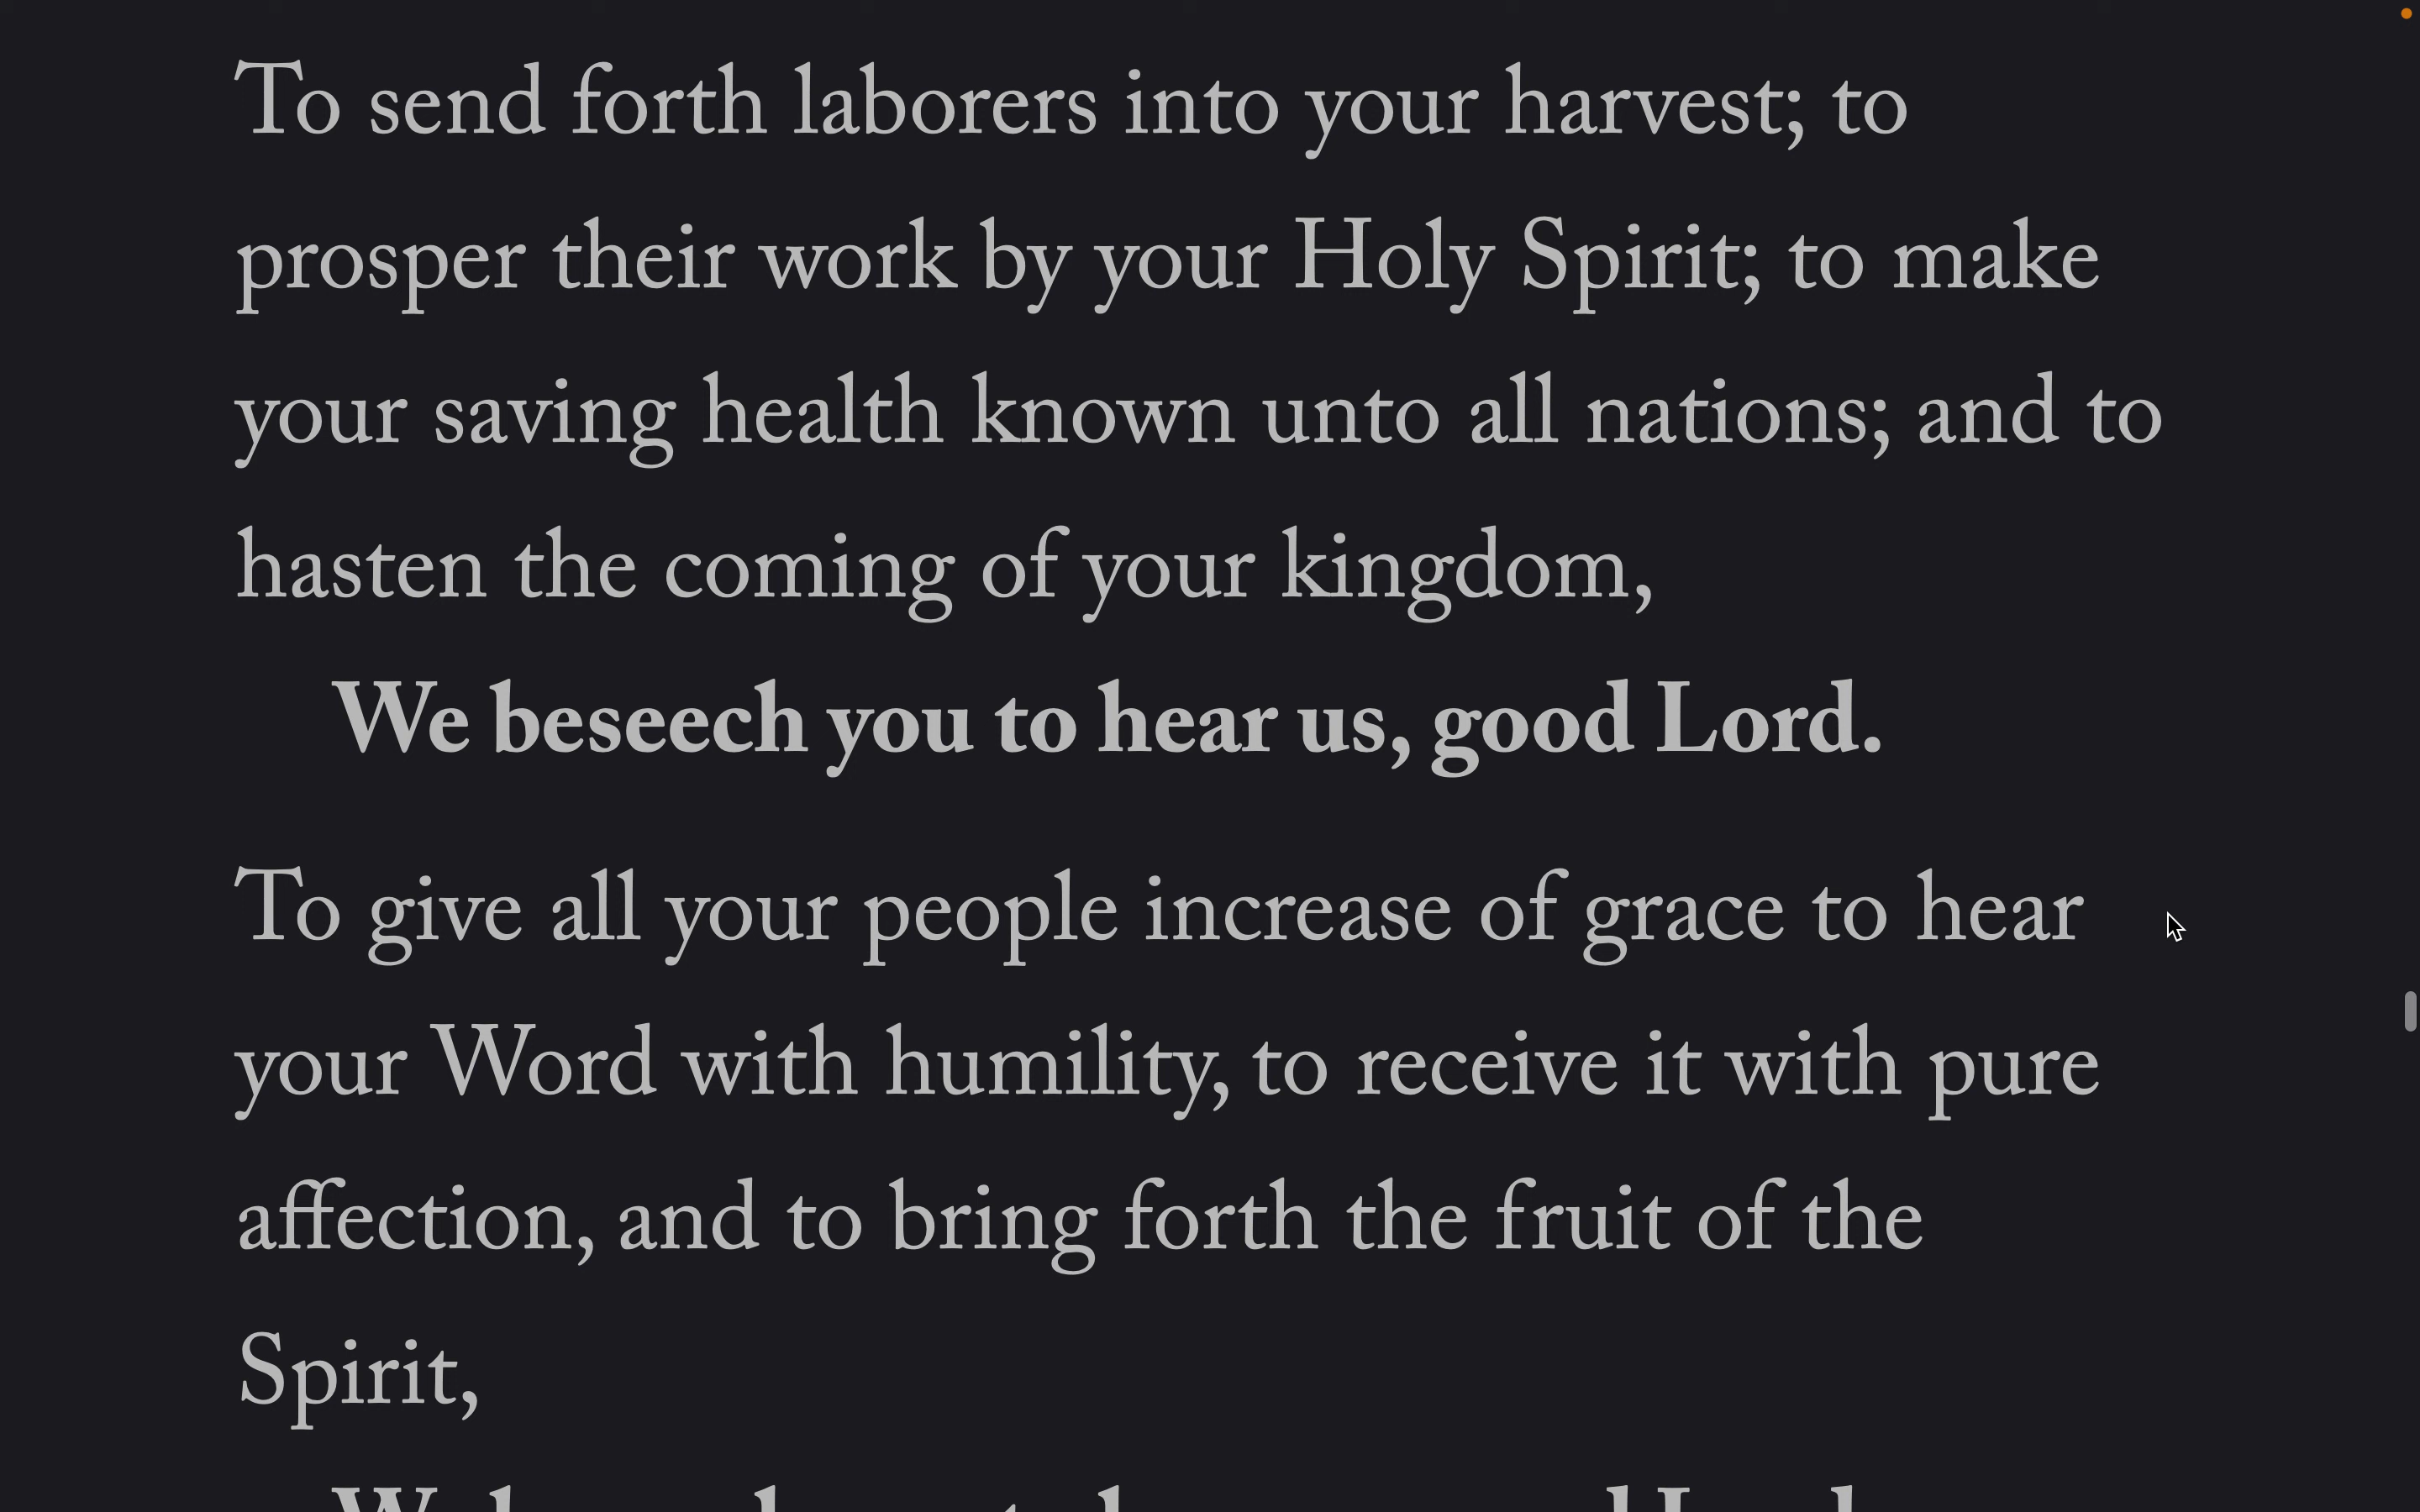 To send forth laborers into your harvest; to
prosper their work by your Holy Spirit; to make
your saving health known unto all nations; and to
hasten the coming of your kingdom,
We beseech you to hear us, good Lord.
To give all your people increase of grace to hear
your Word with humility, to receive it with pure
affection, and to bring forth the fruit of the
Spirit,